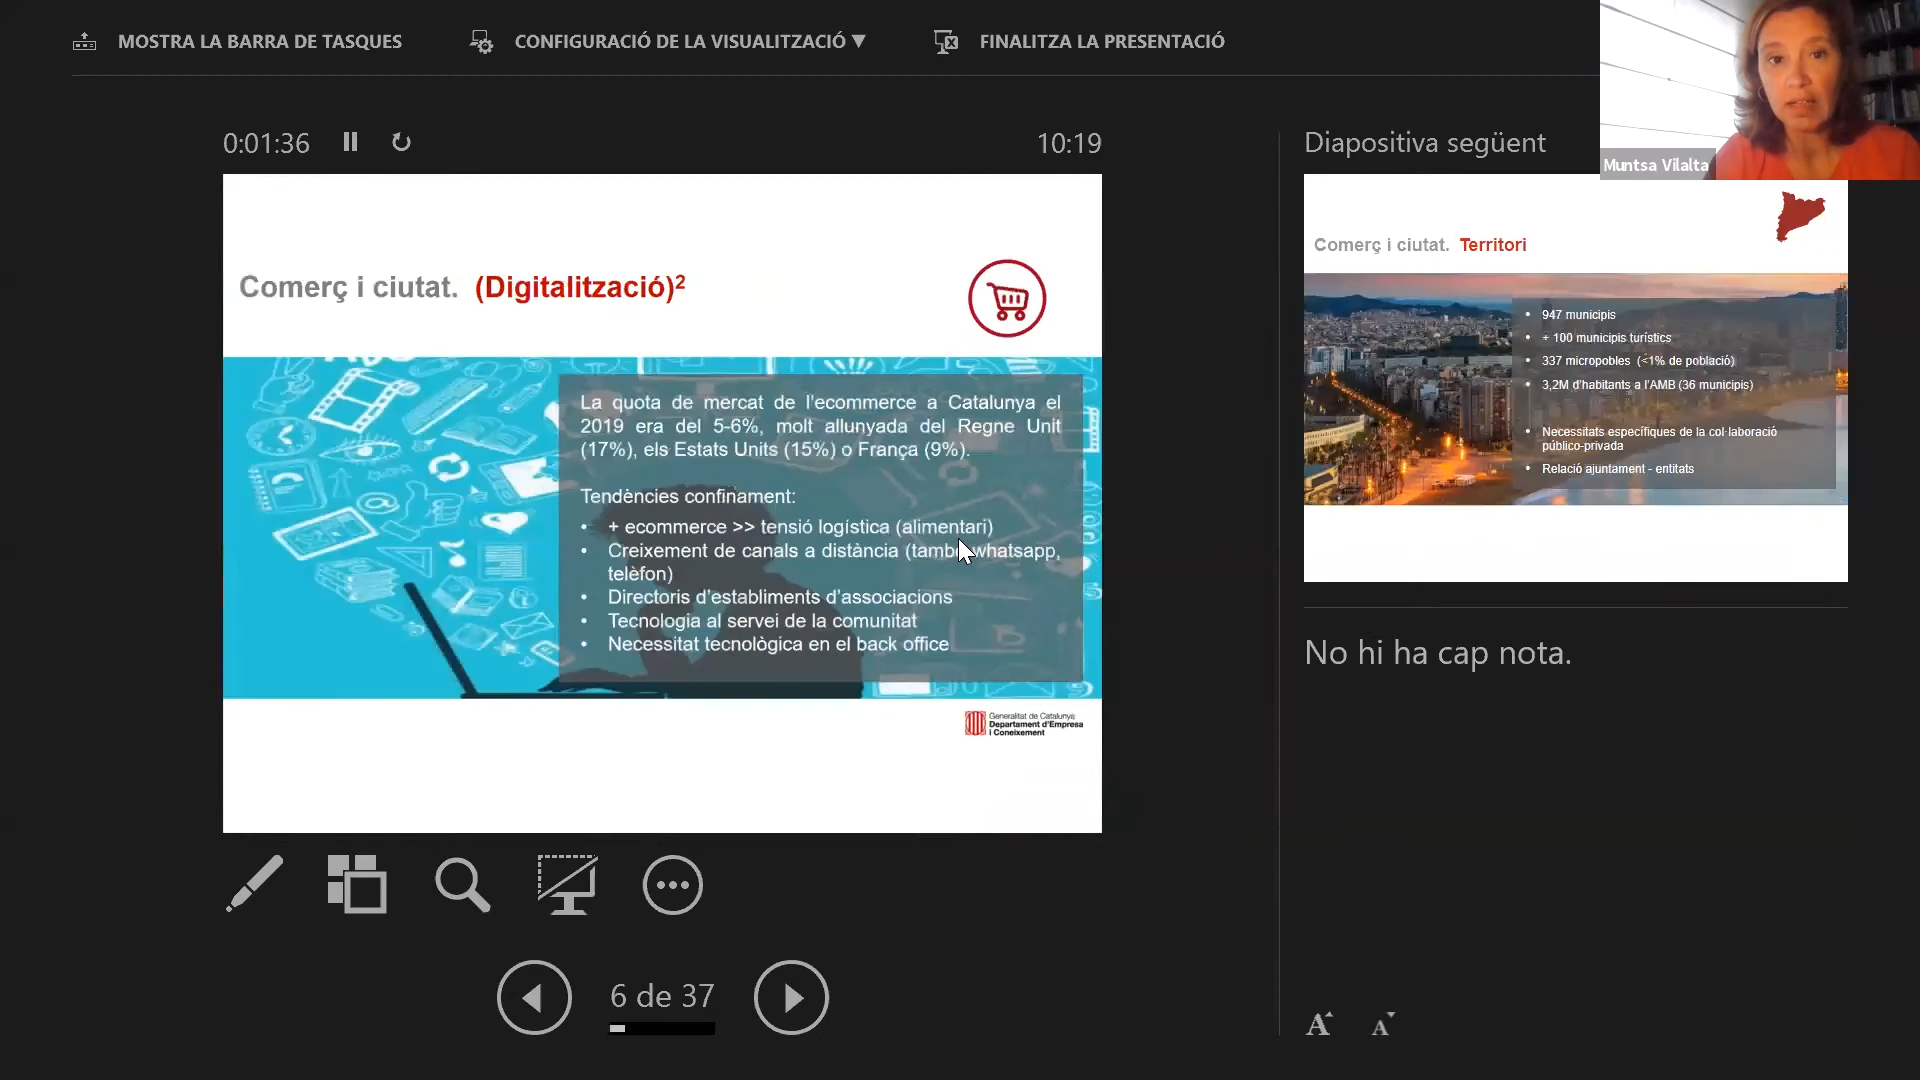 MOSTRA LA BARRA DE TASQUES
CONFIGURACIÓ DE LA VISUALITZACIÓ ▼
FINALITZA LA PRESENTACIÓ
Muntsa Vilalta
0:01:36
10:19
Comerç i ciutat. (Digitalització)²
La quota de mercat de l'ecommerce a Catalunya el
2019 era del 5-6%, molt allunyada del Regne Unit
(17%), els Estats Units (15%) o França (9%).
Tendències confinament:
• + ecommerce >> tensió logística (alimentari)
• Creixement de canals a distància (també whatsapp,
telèfon)
• Directoris d'establiments d'associacions
• Tecnologia al servei de la comunitat
• Necessitat tecnològica en el back office
Generalitat de Catalunya
Departament d'Empresa
i Coneixement
6 de 37
Diapositiva següent
Comerç i ciutat. Territori
• 947 municipis
• + 100 municipis turístics
• 337 micropobles (<1% de població)
• 3,2M d'habitants a l'AMB (36 municipis)
• Necessitats específiques de la col·laboració
público-privada
• Relació ajuntament - entitats
No hi ha cap nota.
A A